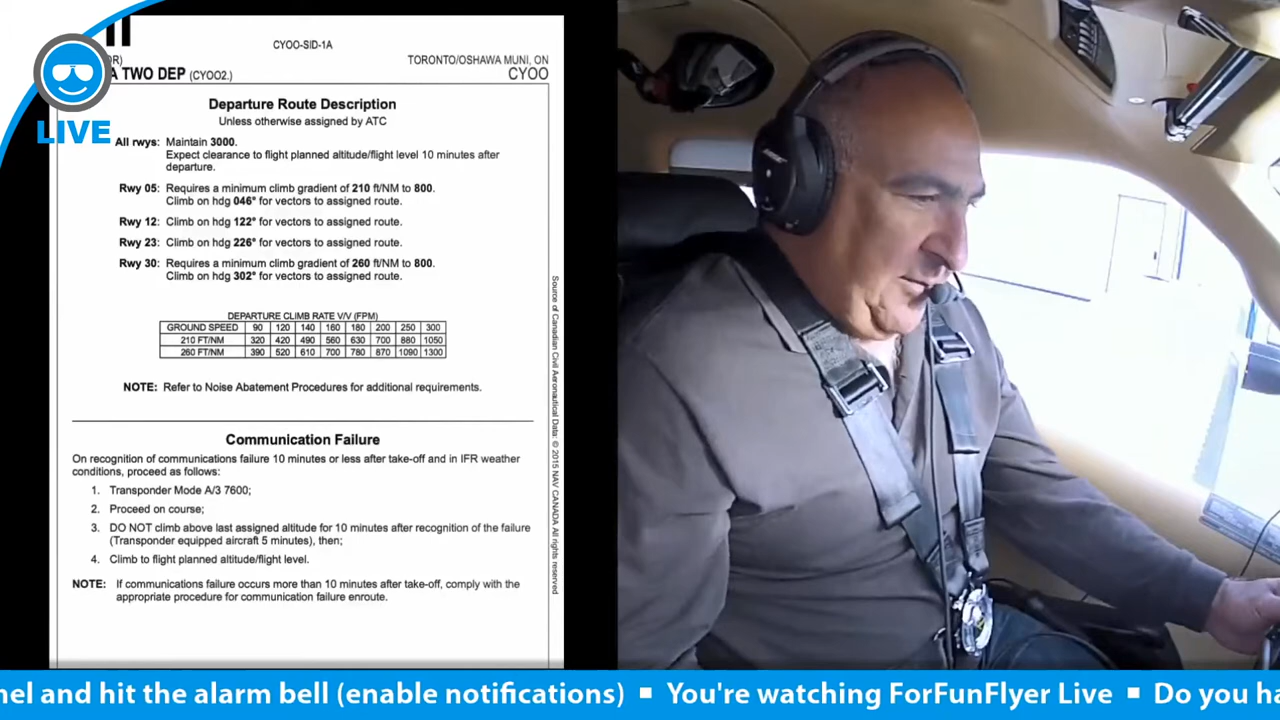 CYOO-SID-1A
TORONTO/OSHAWA MUNI, ON
A TWO DEP (CYOO2.)
CYOO
LIVE
Departure Route Description
Unless otherwise assigned by ATC
All rwys: Maintain 3000.
Expect clearance to flight planned altitude/flight level 10 minutes after
departure.
Rwy 05: Requires a minimum climb gradient of 210 ft/NM to 800.
Climb on hdg 046° for vectors to assigned route.
Rwy 12: Climb on hdg 122° for vectors to assigned route.
Rwy 23: Climb on hdg 226° for vectors to assigned route.
Rwy 30: Requires a minimum climb gradient of 260 ft/NM to 800.
Climb on hdg 302° for vectors to assigned route.
DEPARTURE CLIMB RATE V/V (FPM)
GROUND SPEED 90 120 140 160 180 200 250 300
210 FT/NM 320 420 490 560 630 700 880 1050
260 FT/NM 390 520 610 700 780 870 1090 1300
NOTE: Refer to Noise Abatement Procedures for additional requirements.
Communication Failure
On recognition of communications failure 10 minutes or less after take-off and in IFR weather
conditions, proceed as follows:
1. Transponder Mode A/3 7600;
2. Proceed on course;
3. DO NOT climb above last assigned altitude for 10 minutes after recognition of the failure
(Transponder equipped aircraft 5 minutes), then;
4. Climb to flight planned altitude/flight level.
NOTE: If communications failure occurs more than 10 minutes after take-off, comply with the
appropriate procedure for communication failure enroute.
Source of Canadian Civil Aeronautical Data: © 2015 NAV CANADA All rights reserved
nel and hit the alarm bell (enable notifications) ■ You're watching ForFunFlyer Live ■ Do you ha